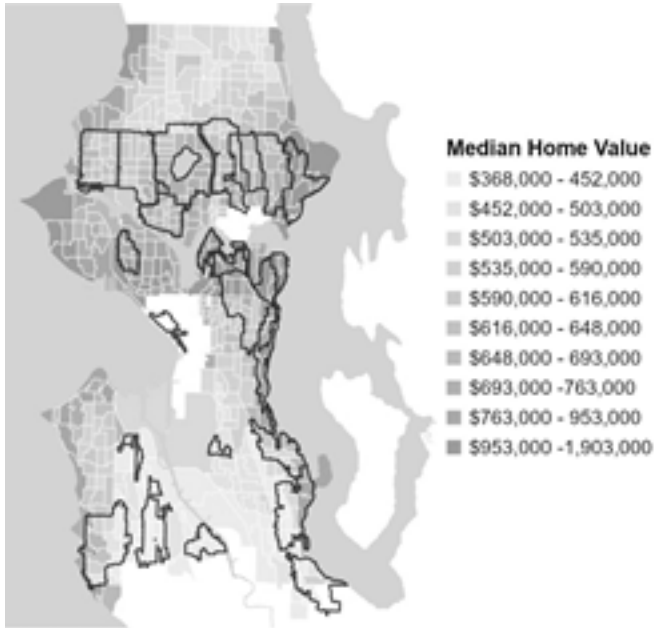 Median Home Value
$368,000 - 452,000
$452,000 - 503,000
$503,000 - 535,000
$535,000 - 590,000
$590,000 - 616,000
$616,000 - 648,000
$648,000 - 693,000
$693,000 -763,000
$763,000 - 953,000
$953,000 -1,903,000